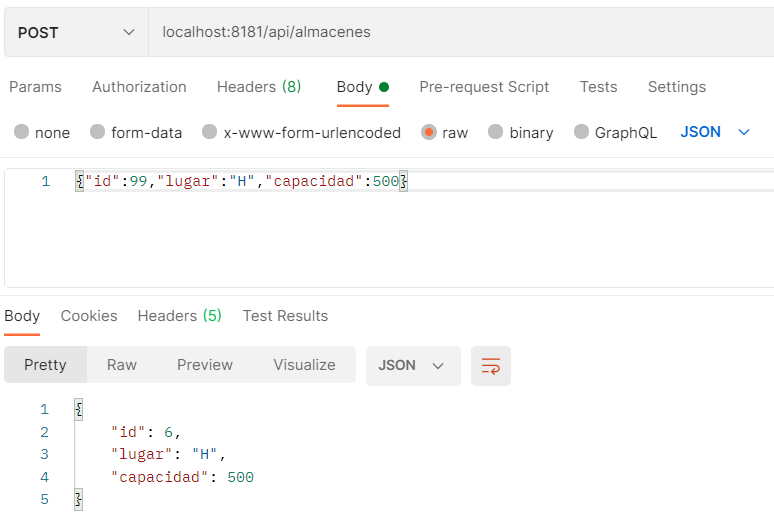 POST localhost:8181/api/almacenes
Params Authorization Headers (8) Body Pre-request Script Tests Settings
none form-data x-www-form-urlencoded raw binary GraphQL JSON
1 {"id":99,"lugar":"H","capacidad":500}
Body Cookies Headers (5) Test Results
Pretty Raw Preview Visualize JSON
1 {
2 "id": 6,
3 "lugar": "H",
4 "capacidad": 500
5 }